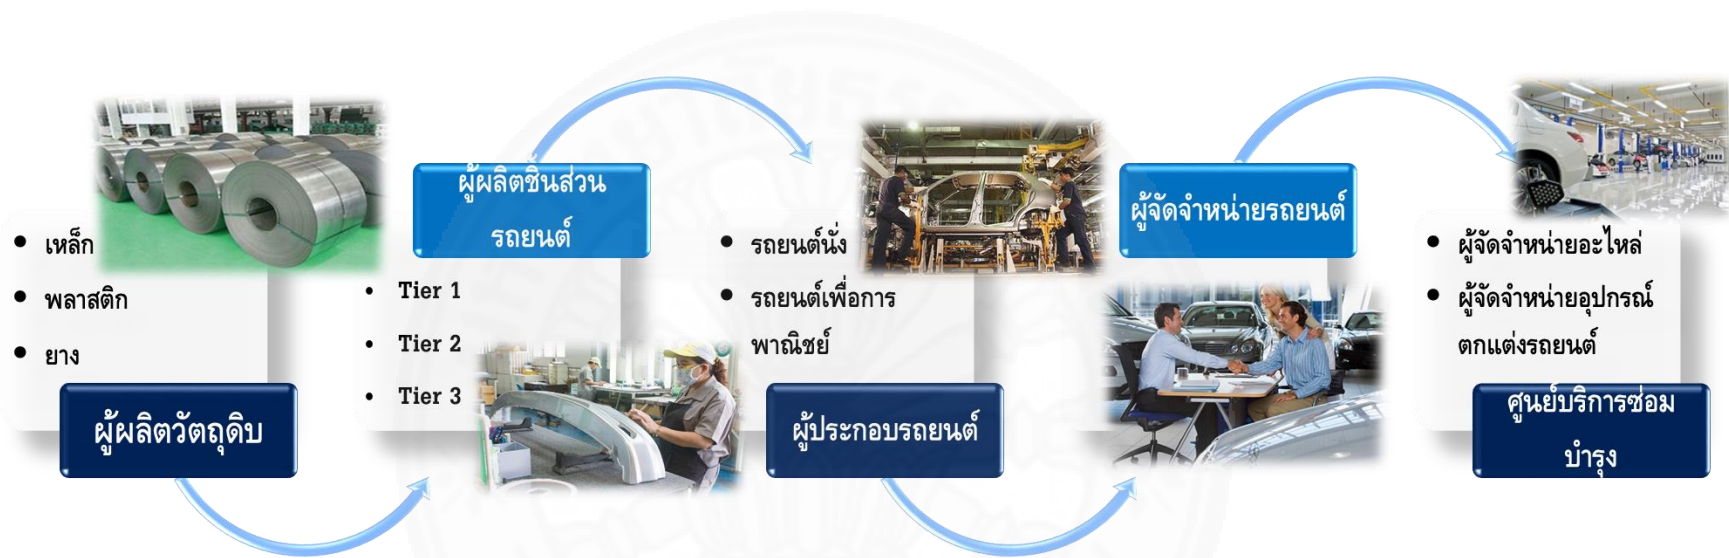 เหล็ก
พลาสติก
ยาง
ผู้ผลิตวัตถุดิบ
ผู้ผลิตชิ้นส่วน
รถยนต์
Tier 1
Tier 2
Tier 3
รถยนต์นั่ง
รถยนต์เพื่อการ
พาณิชย์
ผู้ประกอบรถยนต์
ผู้จัดจำหน่ายรถยนต์
ผู้จัดจำหน่ายอะไหล่
ผู้จัดจำหน่ายอุปกรณ์
ตกแต่งรถยนต์
ศูนย์บริการซ่อม
บำรุง